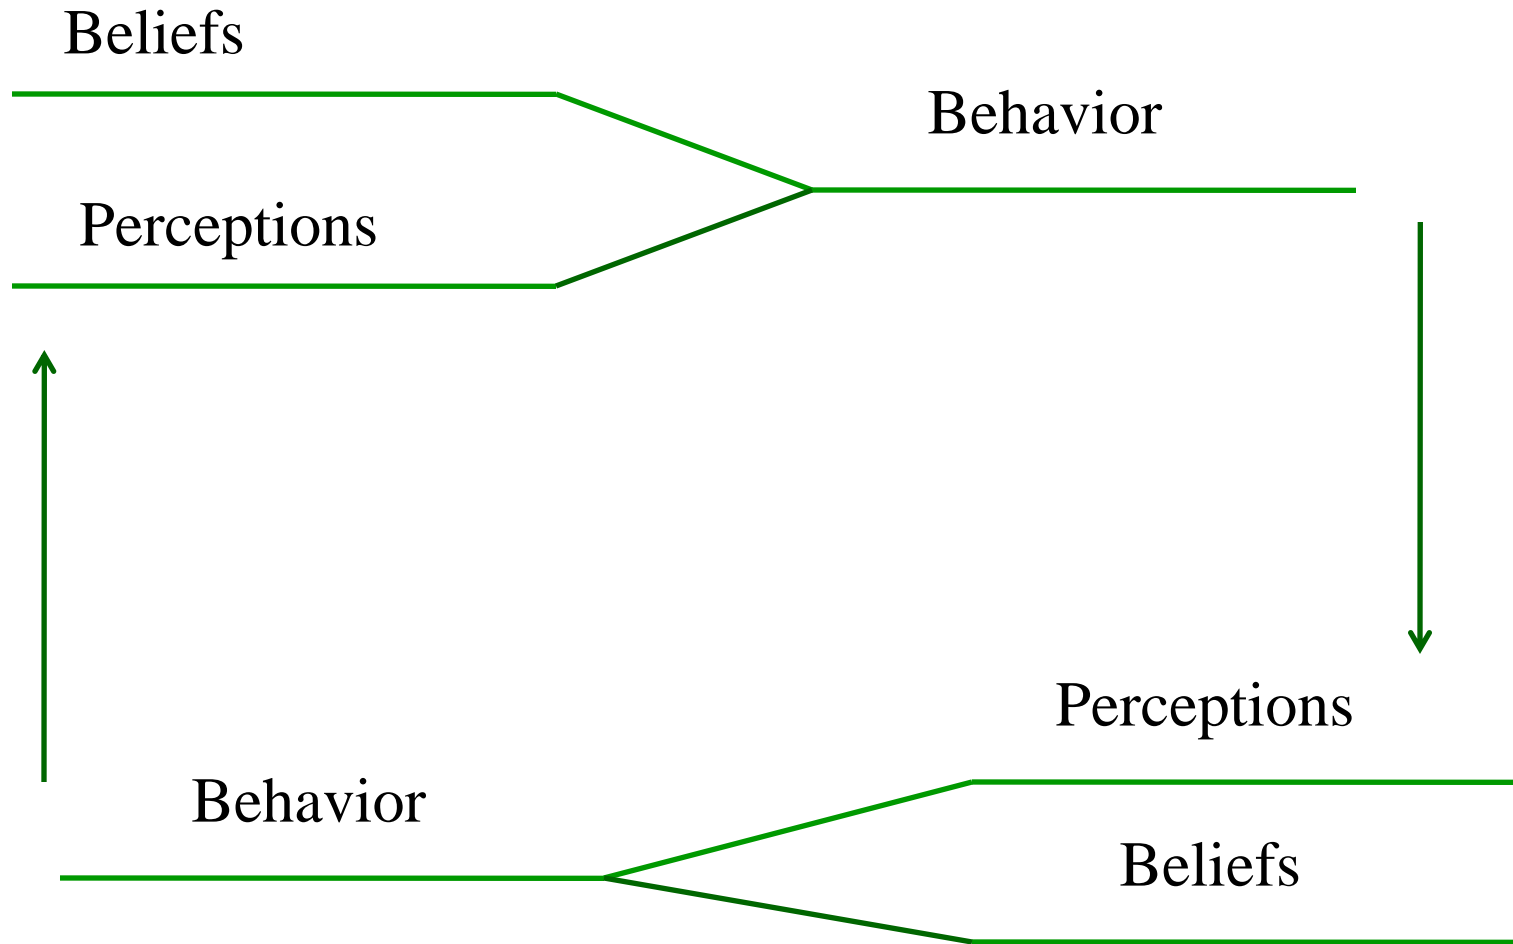 Beliefs
Behavior
Perceptions
Perceptions
Behavior
Beliefs